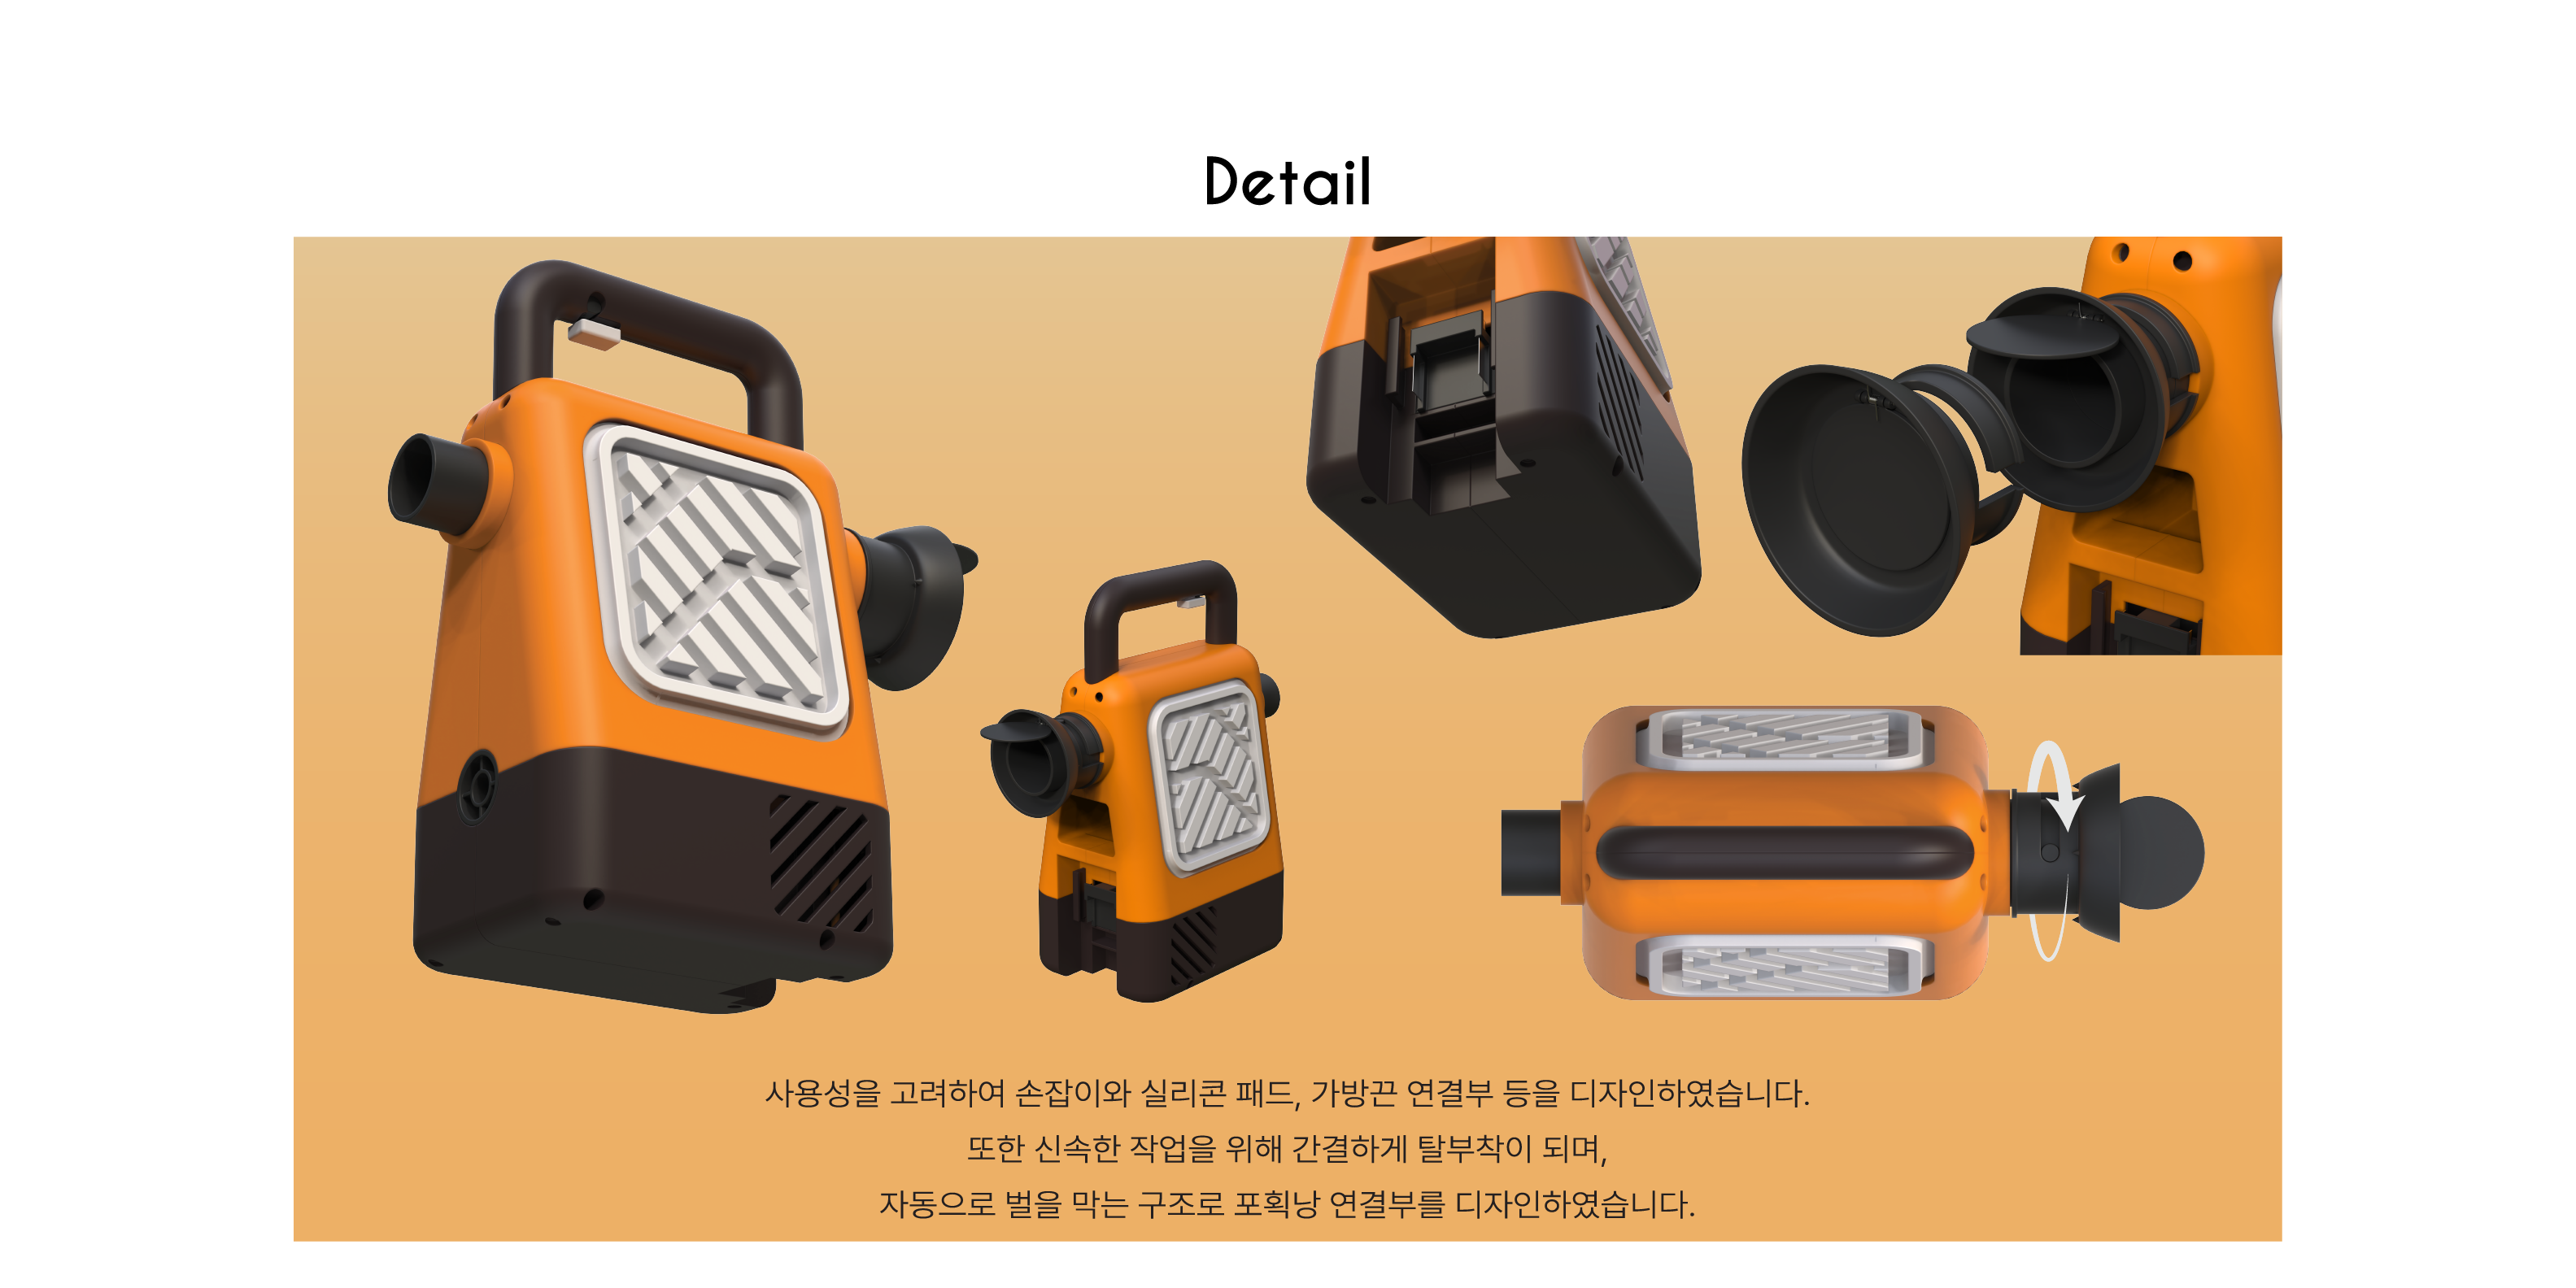 Detail
사용성을 고려하여 손잡이와 실리콘 패드, 가방끈 연결부 등을 디자인하였습니다.
또한 신속한 작업을 위해 간결하게 탈부착이 되며,
자동으로 벌을 막는 구조로 포획낭 연결부를 디자인하였습니다.